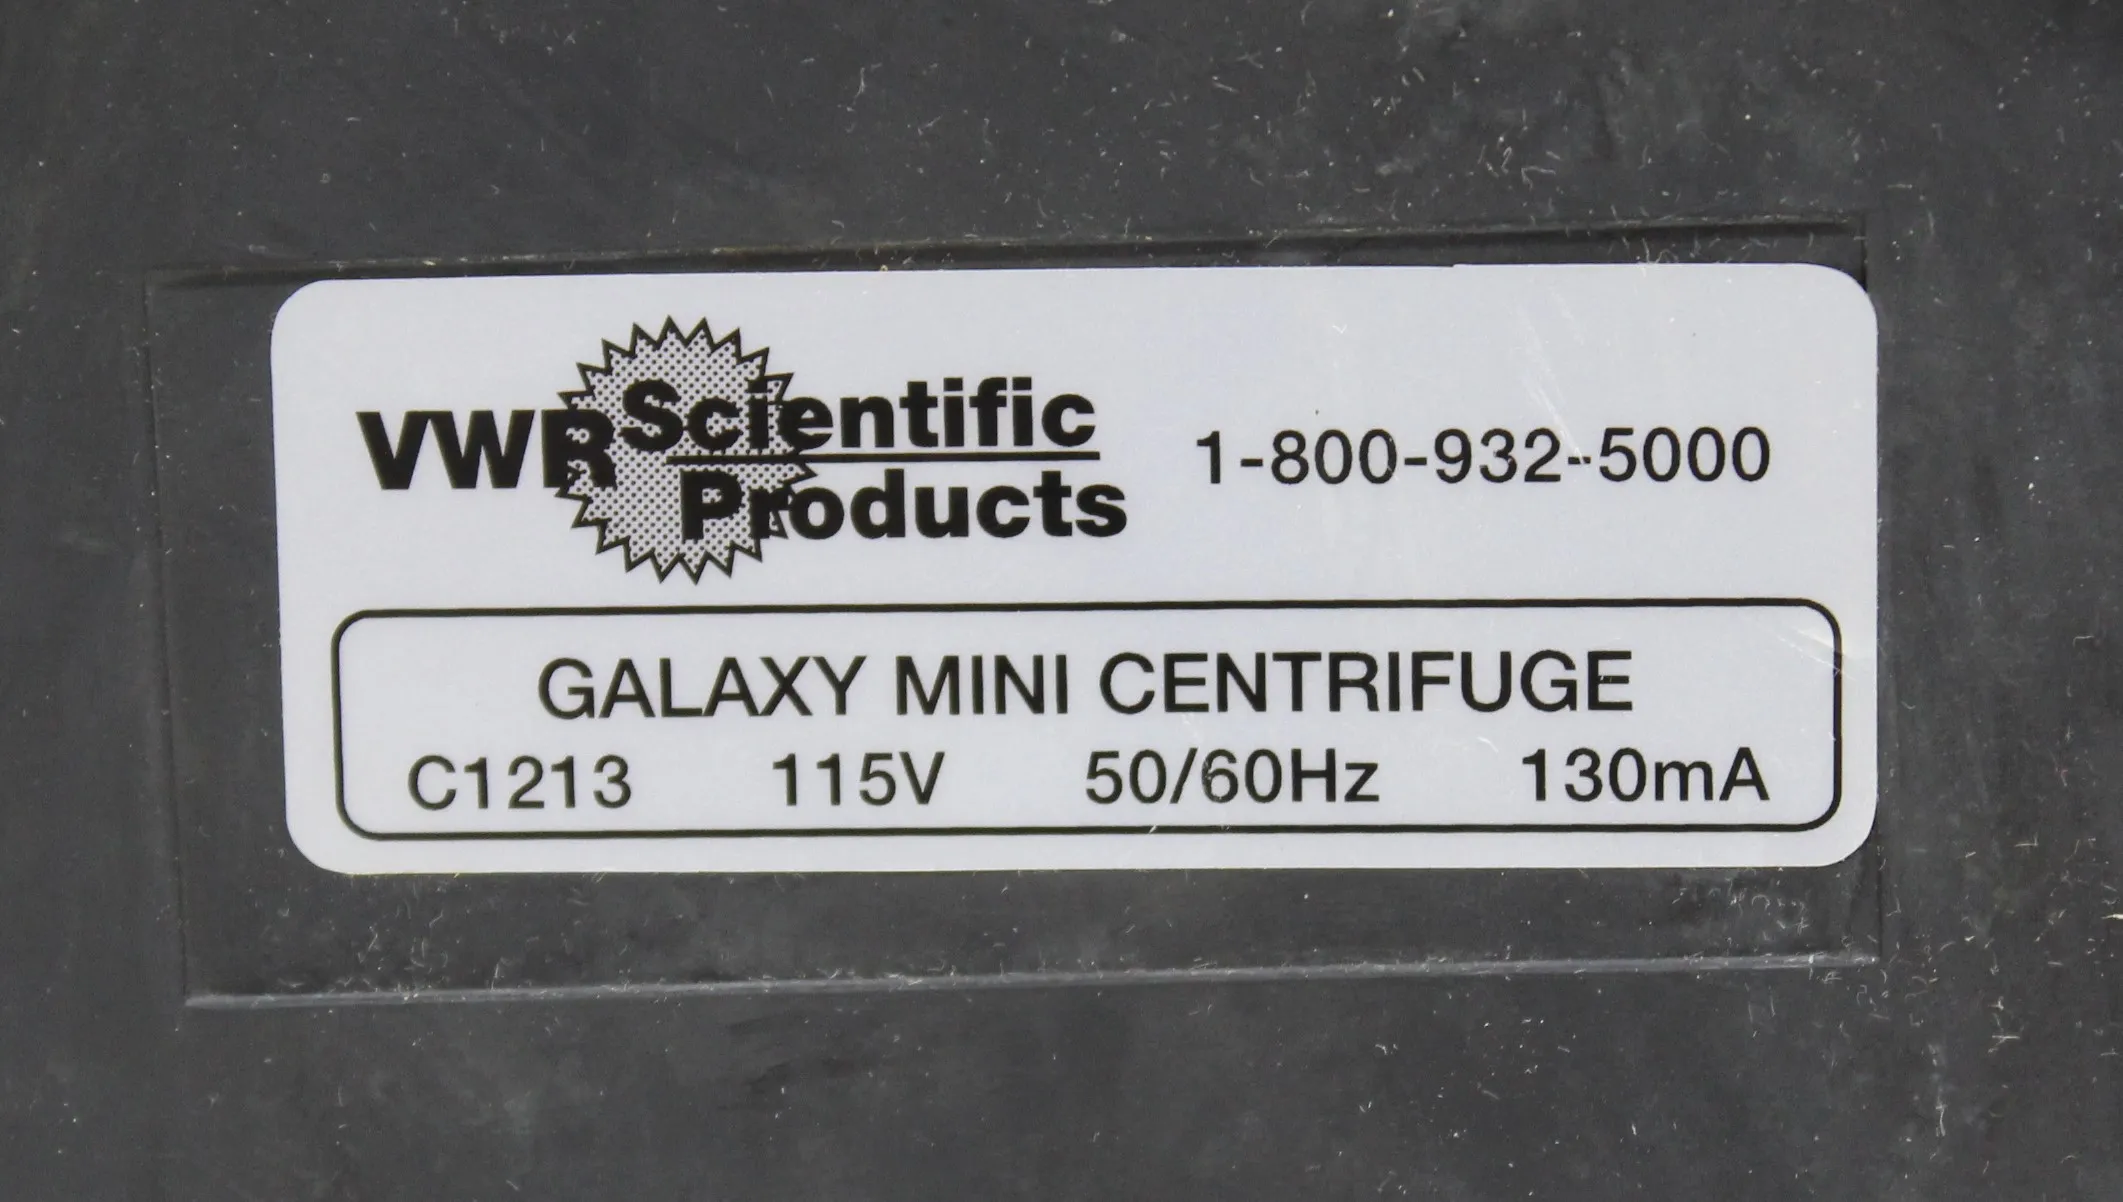 VWR Scientific Products 1-800-932-5000
GALAXY MINI CENTRIFUGE
C1213 115V 50/60Hz 130mA